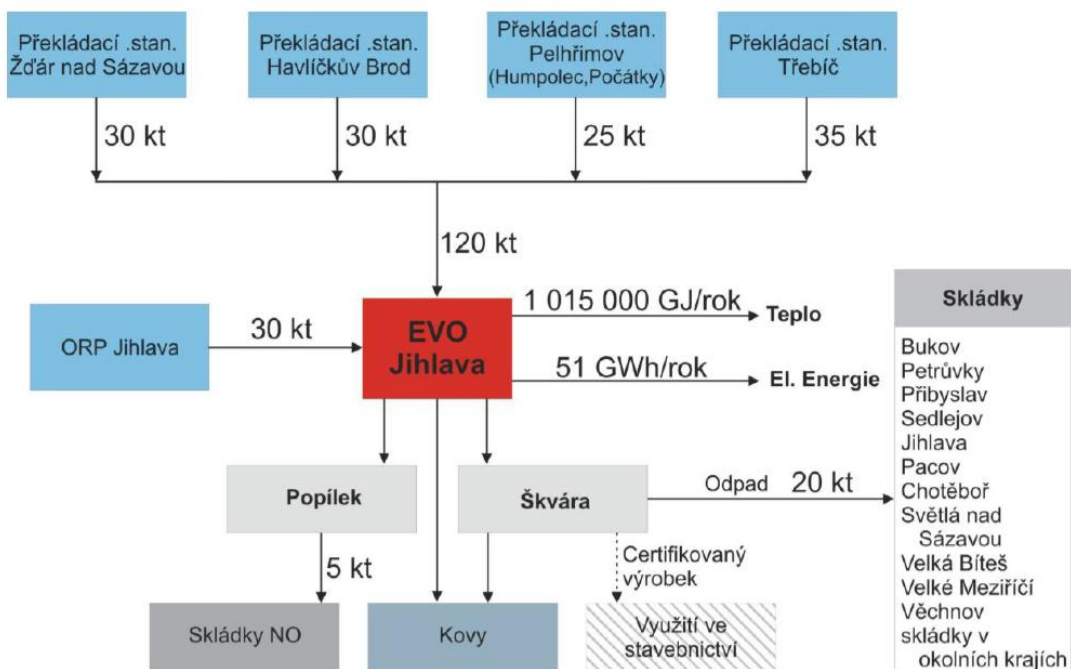 Překládací .stan.
Žďár nad Sázavou
Překládací .stan.
Havlíčkův Brod
Překládací .stan.
Pelhřimov
(Humpolec,Počátky)
Překládací .stan.
Třebíč
30 kt
30 kt
25 kt
35 kt
120 kt
ORP Jihlava
30 kt
EVO
Jihlava
1 015 000 GJ/rok
Teplo
51 GWh/rok
El. Energie
Popílek
Škvára
Odpad 20 kt
5 kt
Certifikovaný
výrobek
Skládky NO
Kovy
Využití ve
stavebnictví
Skládky
Bukov
Petrůvky
Přibyslav
Sedlejov
Jihlava
Pacov
Chotěboř
Světlá nad
Sázavou
Velká Bíteš
Velké Meziříčí
Věchnov
skládky v
okolních krajích